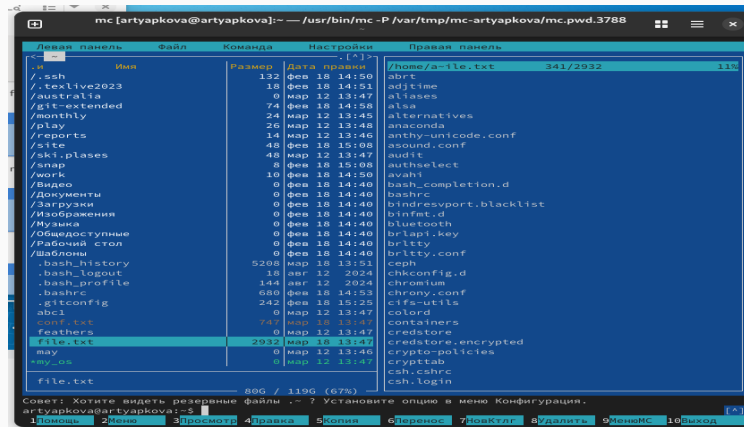 mc [artyapkova@artyapkova]:~ — /usr/bin/mc -P /var/tmp/mc-artyapkova/mc.pwd.3788
Левая панель Файл Команда Настройки Правая панель
<─ ~ .[^]>
.и Имя Размер Дата правки
/.ssh 132 фев 18 14:50
/.texlive2023 18 фев 18 14:51
/australia 0 мар 12 13:47
/git-extended 74 фев 18 14:58
/monthly 24 мар 12 13:45
/play 26 мар 12 13:48
/reports 14 мар 12 13:46
/site 48 фев 18 15:08
/ski.plases 48 мар 12 13:47
/snap 8 фев 18 15:08
/work 10 фев 18 14:50
/Видео 0 фев 18 14:40
/Документы 0 фев 18 14:40
/Загрузки 0 фев 18 14:40
/Изображения 0 фев 18 14:40
/Музыка 0 фев 18 14:40
/Общедоступные 0 фев 18 14:40
/Рабочий стол 0 фев 18 14:40
/Шаблоны 0 фев 18 14:40
.bash_history 5208 мар 18 13:51
.bash_logout 18 авг 12 2024
.bash_profile 144 авг 12 2024
.bashrc 680 фев 18 14:53
.gitconfig 242 фев 18 15:25
abc1 0 мар 12 13:47
conf.txt 747 мар 18 13:47
feathers 0 мар 12 13:47
file.txt 2932 мар 18 13:47
may 0 мар 12 13:46
*my_os 0 мар 12 13:47
file.txt
80G / 119G (67%)
/home/a~ile.txt 341/2932 11%
abrt
adjtime
aliases
alsa
alternatives
anaconda
anthy-unicode.conf
asound.conf
audit
authselect
avahi
bash_completion.d
bashrc
bindresvport.blacklist
binfmt.d
bluetooth
brlapi.key
brltty
brltty.conf
ceph
chkconfig.d
chromium
chrony.conf
cifs-utils
colord
containers
credstore
credstore.encrypted
crypto-policies
crypttab
csh.cshrc
csh.login
Совет: Хотите видеть резервные файлы .~ ? Установите опцию в меню Конфигурация.
artyapkova@artyapkova:~$ [^]
1Помощь 2Меню 3Просмотр 4Правка 5Копия 6Перенос 7НовКтлг 8Удалить 9МенюMC 10Выход